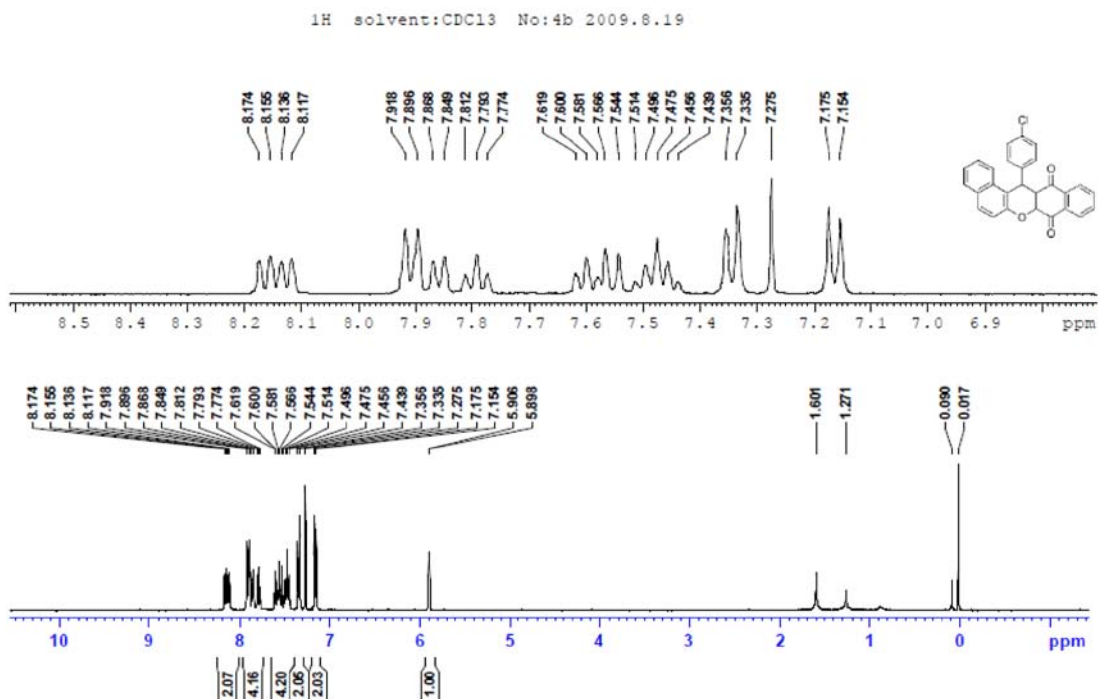 1H solvent:CDCl3 No:4b 2009.8.19
8.174 8.155 8.136 8.117 7.918 7.896 7.868 7.849 7.812 7.793 7.774 7.619 7.600 7.581 7.566 7.544 7.514 7.496 7.475 7.456 7.439 7.356 7.335 7.275 7.175 7.154
Cl
O
O
O
8.5 8.4 8.3 8.2 8.1 8.0 7.9 7.8 7.7 7.6 7.5 7.4 7.3 7.2 7.1 7.0 6.9 ppm
8.174 8.155 8.136 8.117 7.918 7.896 7.868 7.849 7.812 7.793 7.774 7.619 7.600 7.581 7.566 7.544 7.514 7.496 7.475 7.456 7.439 7.356 7.335 7.275 7.175 7.154 5.906 5.898 1.601 1.271 0.090 0.017
10 9 8 7 6 5 4 3 2 1 0 ppm
2.07 4.16 4.20 2.05 2.03 1.00